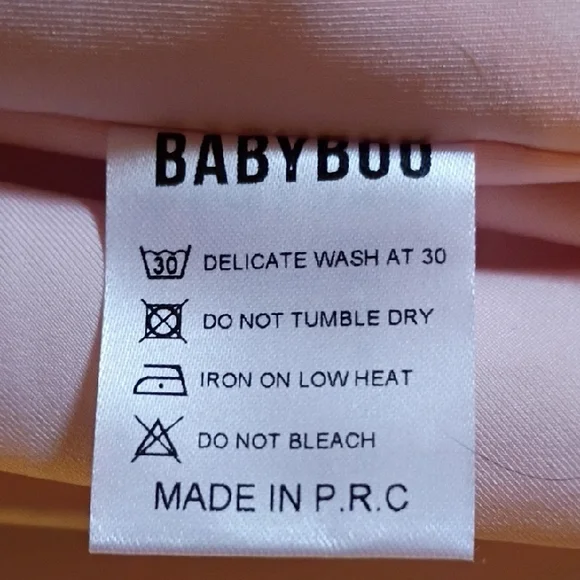 BABYBOO
30 DELICATE WASH AT 30
DO NOT TUMBLE DRY
IRON ON LOW HEAT
DO NOT BLEACH
MADE IN P.R.C